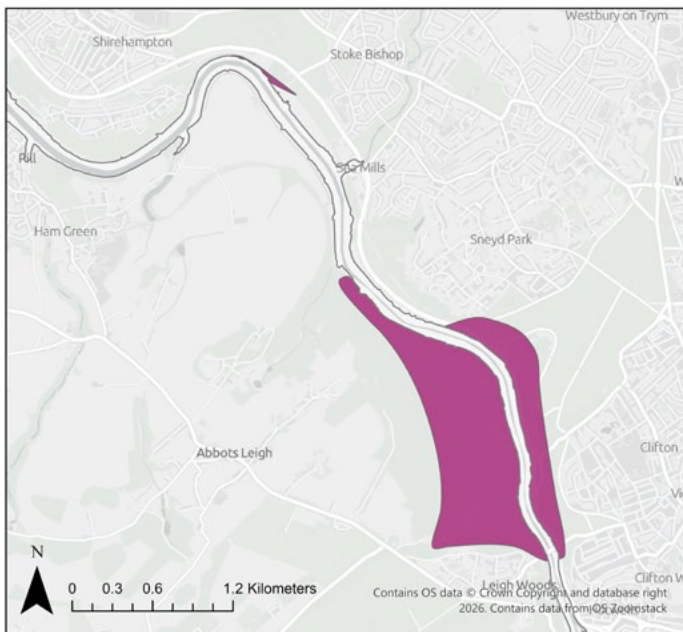 Westbury on Trym
Shirehampton
Stoke Bishop
Pill
Sea Mills
Ham Green
Sneyd Park
Abbots Leigh
Clifton
N
0 0.3 0.6 1.2 Kilometers
Leigh Woods
Clifton W
Contains OS data © Crown Copyright and database right
2026. Contains data from OS Zoomstack